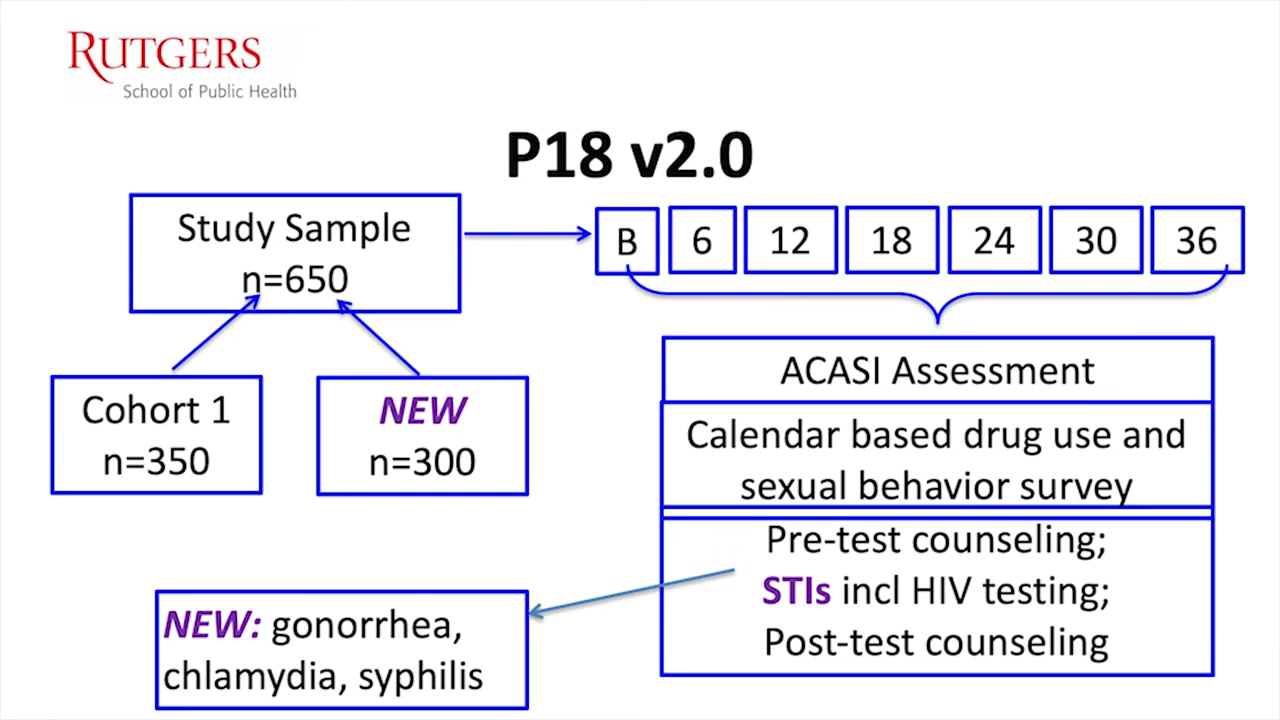 RUTGERS
School of Public Health
P18 v2.0
Study Sample
n=650
B
6
12
18
24
30
36
Cohort 1
n=350
NEW
n=300
ACASI Assessment
Calendar based drug use and
sexual behavior survey
Pre-test counseling;
STIs incl HIV testing;
Post-test counseling
NEW: gonorrhea,
chlamydia, syphilis